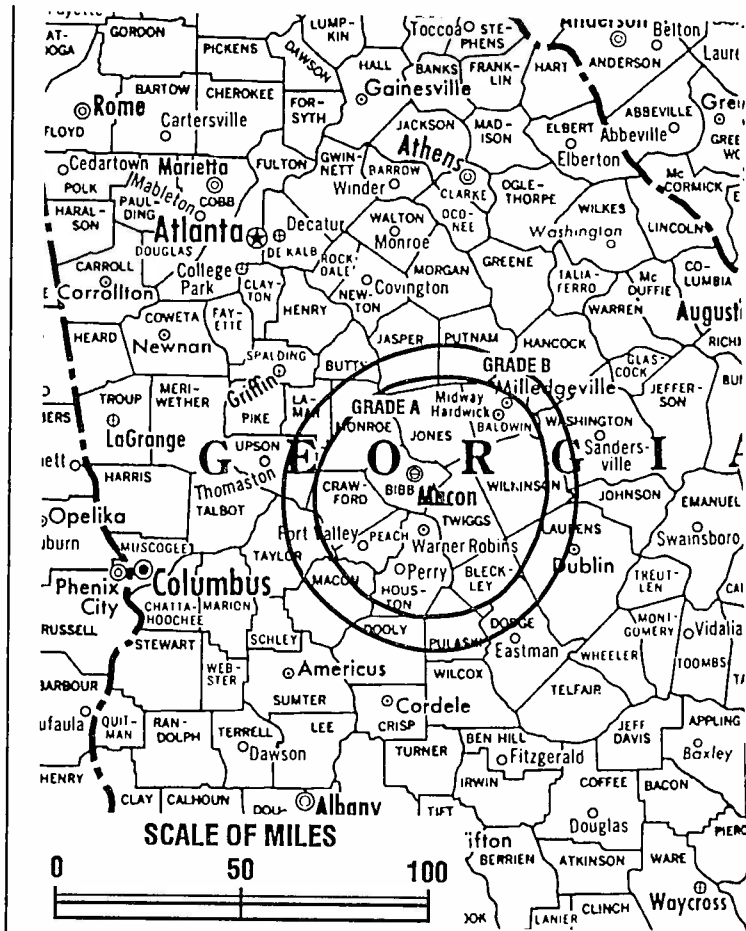 GORDON
PICKENS
LUMP-
KIN
DAWSON
Toccoa
STE-
PHENS
Anderson
ANDERSON
Belton
HALL
BANKS
FRANK-
LIN
HART
BARTOW
CHEROKEE
FOR-
SYTH
Gainesville
Rome
FLOYD
Cartersville
JACKSON
MAD-
ISON
ELBERT
Elberton
ABBEVILLE
Abbeville
Cedartown
POLK
Marietta
Mableton
COBB
FULTON
GWIN-
NETT
BARROW
Winder
Athens
CLARKE
OGLE-
THORPE
WILKES
Washington
Mc
CORMICK
LINCOLN
HARAL-
SON
PAUL-
DING
Atlanta
Decatur
DE KALB
WALTON
Monroe
OCO-
NEE
DOUGLAS
College
Park
CLAY-
TON
ROCK-
DALE
NEW-
TON
Covington
MORGAN
GREENE
TALIA-
FERRO
Mc
DUFFIE
WARREN
CO-
LUMBIA
CARROLL
Carrollton
HENRY
COWETA
Newnan
FAY-
ETTE
HEARD
SPALDING
Griffin
BUTTS
JASPER
PUTNAM
HANCOCK
GLAS-
COCK
JEFFER-
SON
GRADE B
Milledgeville
TROUP
LaGrange
MERI-
WETHER
PIKE
LA-
MAR
GRADE A
MONROE
JONES
Midway
Hardwick
BALDWIN
WASHINGTON
Sanders-
ville
GEORGIA
UPSON
Thomaston
HARRIS
TALBOT
CRAW-
FORD
BIBB
Macon
WILKINSON
JOHNSON
EMANUEL
Swainsboro
Opelika
Fort Valley
PEACH
TWIGGS
Warner Robins
LAURENS
Dublin
MUSCOGEE
Phenix
City
Columbus
TAYLOR
MACON
Perry
HOUS-
TON
BLECK-
LEY
TREUT-
LEN
CHATTA-
HOOCHEE
MARION
SCHLEY
DOOLY
PULASKI
DODGE
Eastman
MONT-
GUMERY
Vidalia
RUSSELL
STEWART
WEB-
STER
Americus
SUMTER
WILCOX
WHEELER
TOOMBS
TELFAIR
BARBOUR
QUIT-
MAN
RAN-
DOLPH
TERRELL
Dawson
LEE
Cordele
CRISP
TURNER
BEN HILL
Fitzgerald
JEFF
DAVIS
APPLING
Baxley
HENRY
CLAY
CALHOUN
Albany
TIFT
IRWIN
COFFEE
Douglas
BACON
BERRIEN
ATKINSON
WARE
Waycross
LANIER
CLINCH
SCALE OF MILES
0 50 100